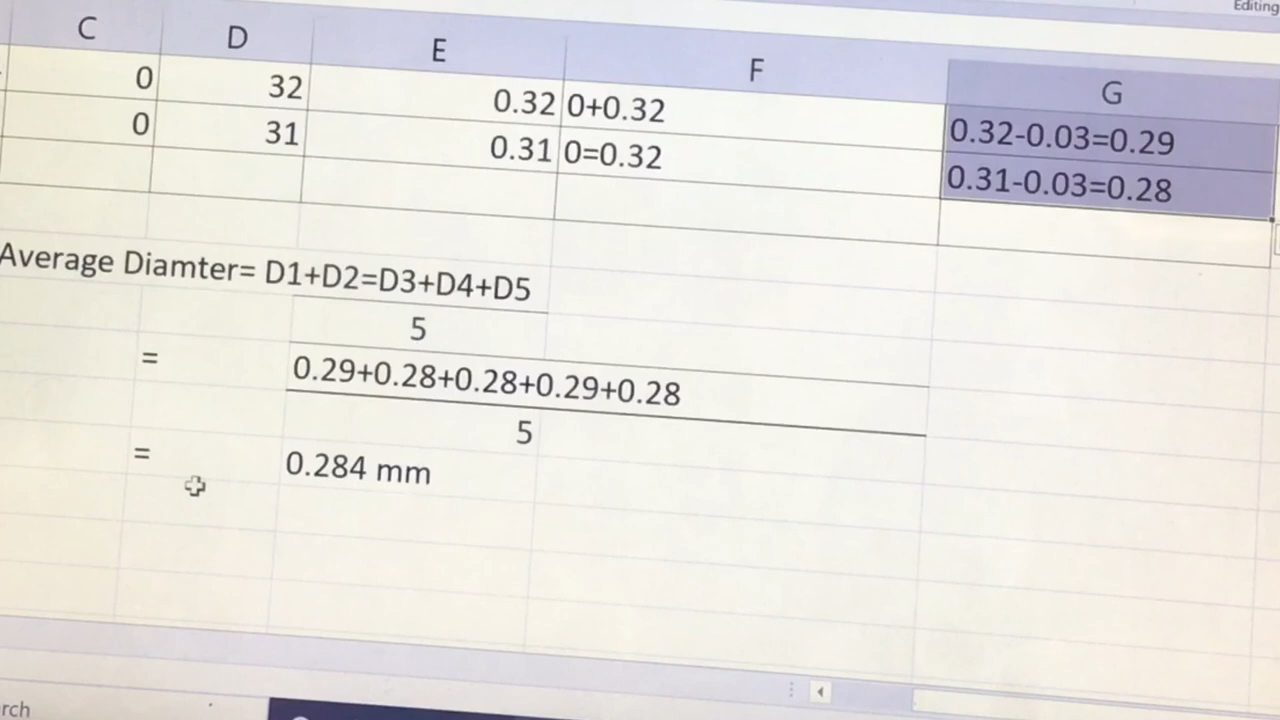 Editing
C D E F G
0 32 0.32 0+0.32 0.32-0.03=0.29
0 31 0.31 0=0.32 0.31-0.03=0.28
Average Diamter= D1+D2=D3+D4+D5
5
= 0.29+0.28+0.28+0.29+0.28
5
= 0.284 mm
rch